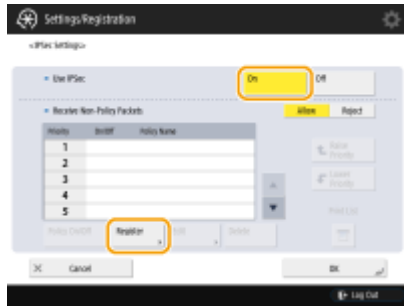 Settings/Registration
<IPSec Settings>
Use IPSec On Off
Receive Non-Policy Packets Allow Reject
Priority On/Off Policy Name
1 Raise Priority
2
3 Lower Priority
4
5 Print List
Policy On/Off Register Edit Delete
Cancel OK
Log Out